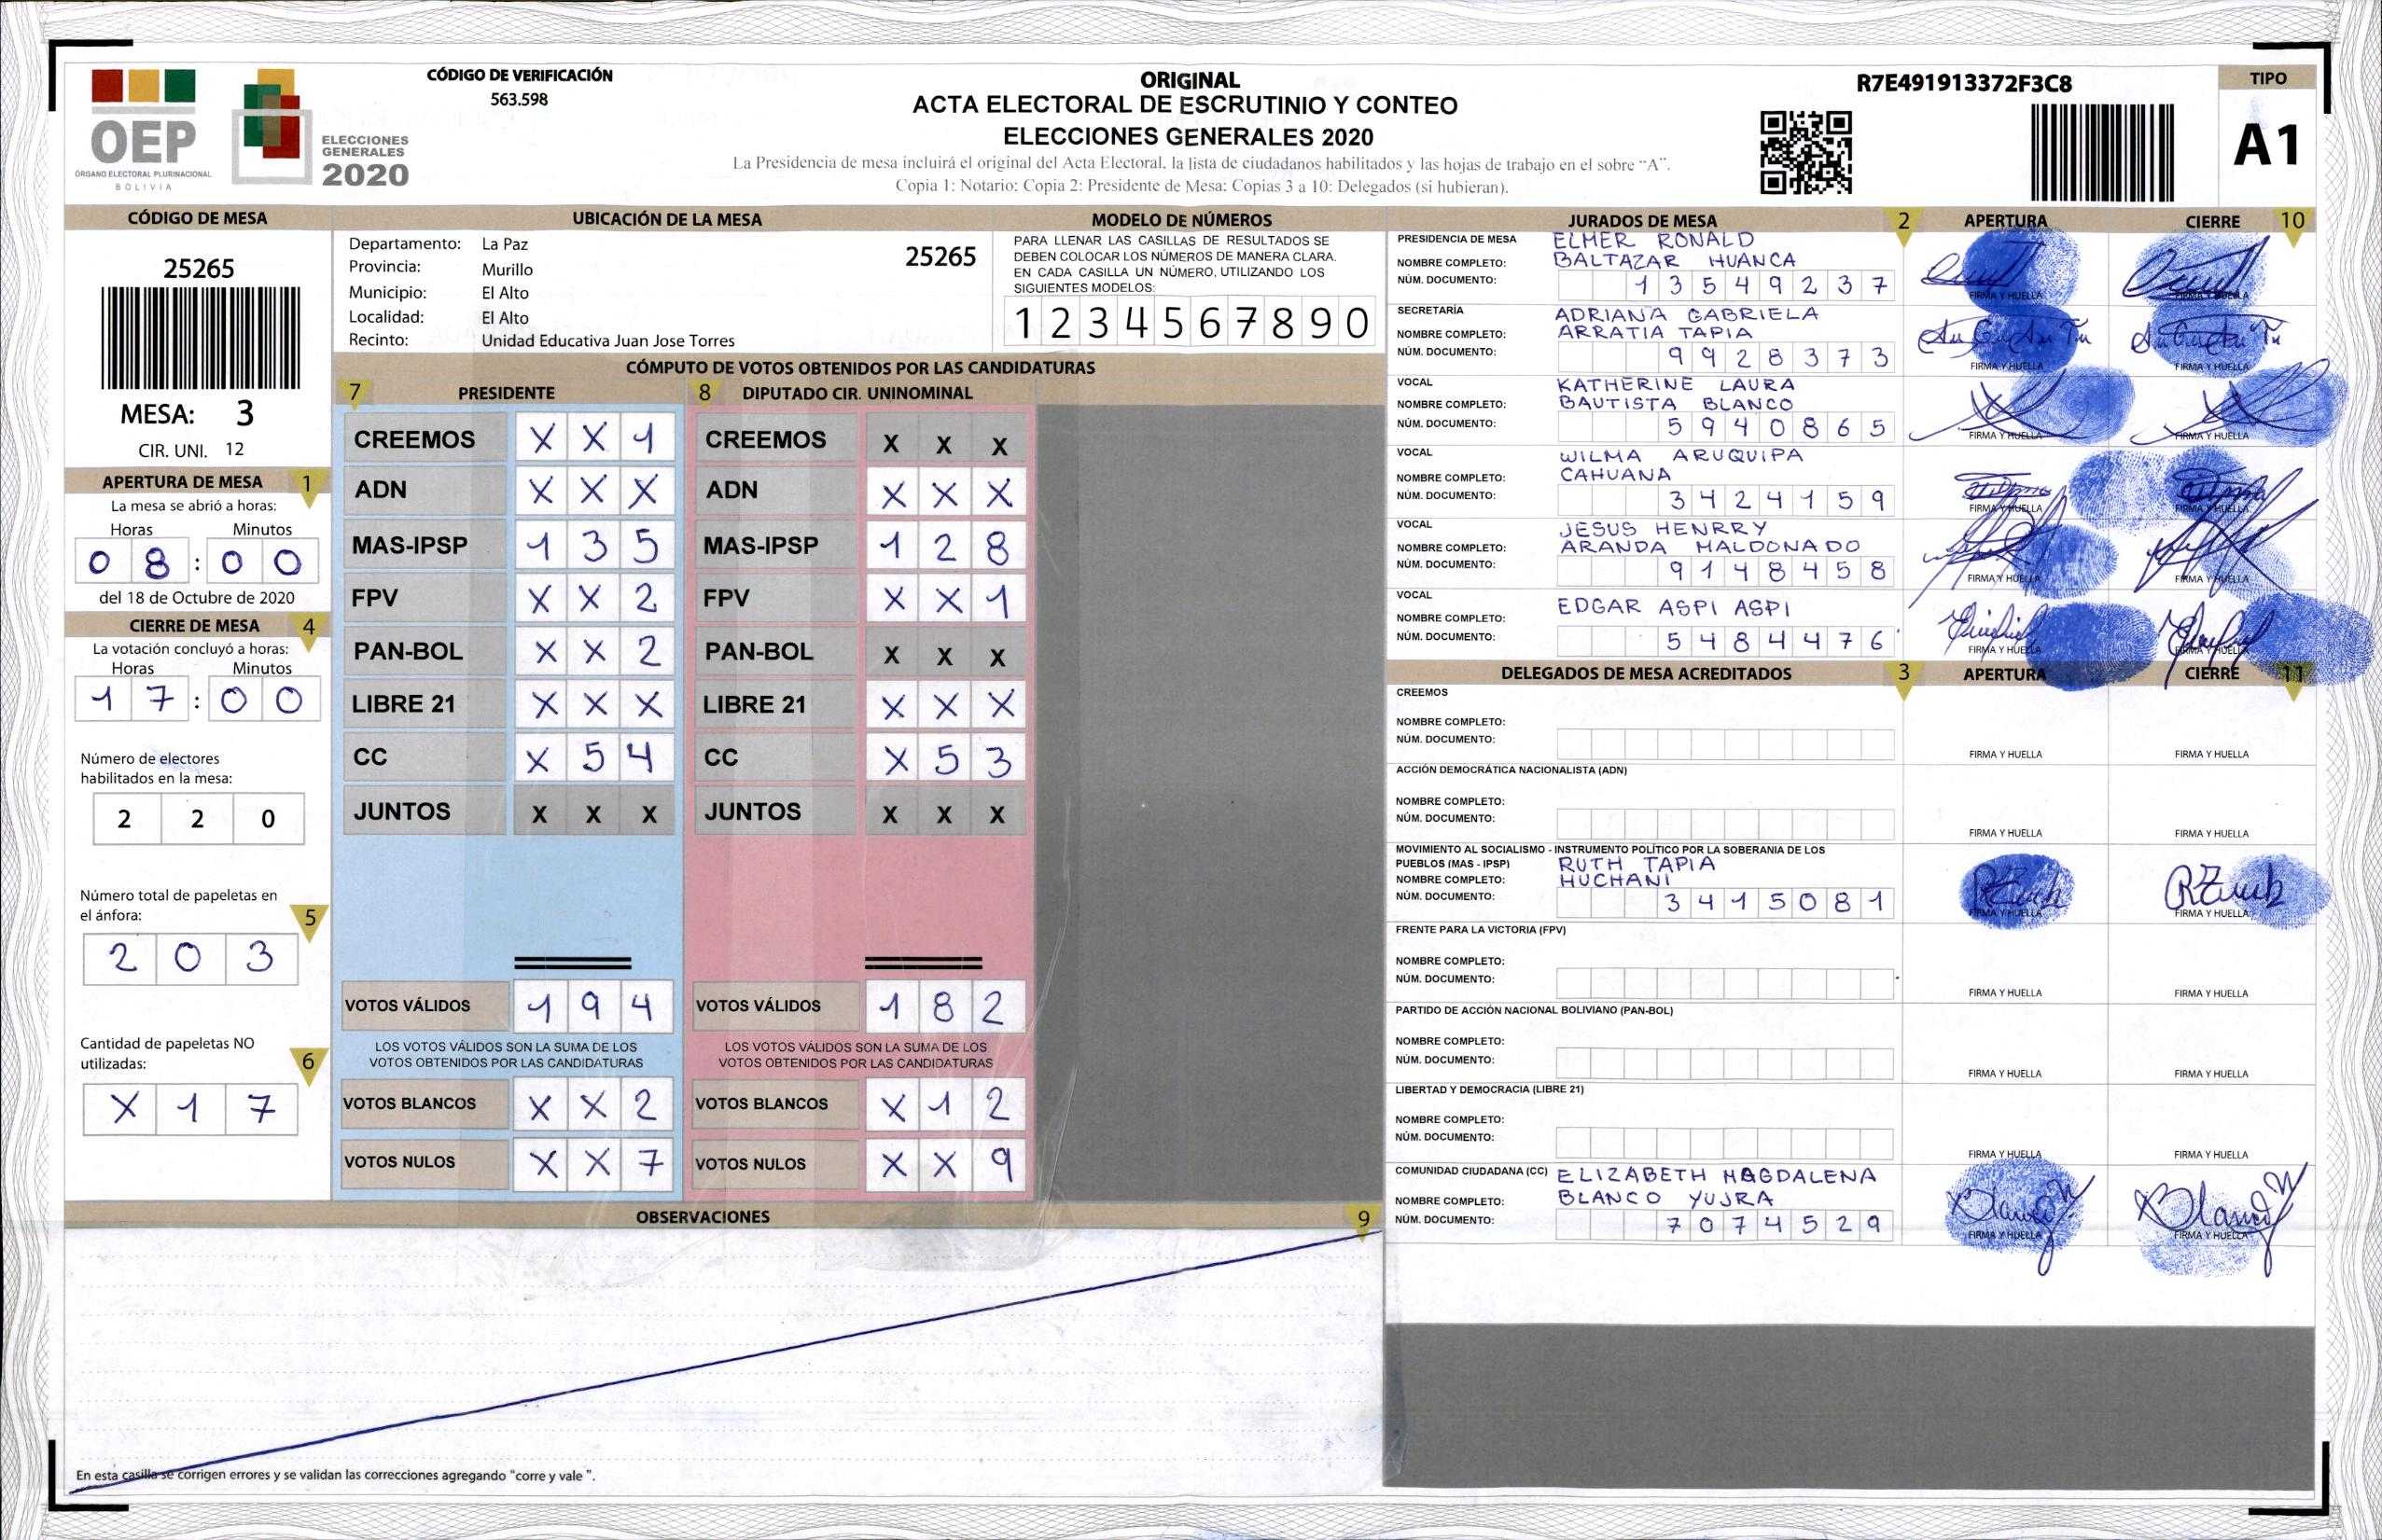 CÓDIGO DE VERIFICACIÓN
563.598
OEP
ÓRGANO ELECTORAL PLURINACIONAL
BOLIVIA
ELECCIONES
GENERALES
2020
ORIGINAL
ACTA ELECTORAL DE ESCRUTINIO Y CONTEO
ELECCIONES GENERALES 2020
La Presidencia de mesa incluirá el original del Acta Electoral, la lista de ciudadanos habilitados y las hojas de trabajo en el sobre “A”.
Copia 1: Notario: Copia 2: Presidente de Mesa: Copias 3 a 10: Delegados (si hubieran).
R7E491913372F3C8
TIPO
A1
CÓDIGO DE MESA
25265
MESA: 3
CIR. UNI. 12
APERTURA DE MESA 1
La mesa se abrió a horas:
Horas Minutos
0 8 : 0 0
del 18 de Octubre de 2020
CIERRE DE MESA 4
La votación concluyó a horas:
Horas Minutos
1 7 : 0 0
Número de electores
habilitados en la mesa:
2 2 0
Número total de papeletas en
el ánfora: 5
2 0 3
Cantidad de papeletas NO
utilizadas: 6
X 1 7
UBICACIÓN DE LA MESA
Departamento: La Paz 25265
Provincia: Murillo
Municipio: El Alto
Localidad: El Alto
Recinto: Unidad Educativa Juan Jose Torres
MODELO DE NÚMEROS
PARA LLENAR LAS CASILLAS DE RESULTADOS SE
DEBEN COLOCAR LOS NÚMEROS DE MANERA CLARA.
EN CADA CASILLA UN NÚMERO, UTILIZANDO LOS
SIGUIENTES MODELOS:
1 2 3 4 5 6 7 8 9 0
CÓMPUTO DE VOTOS OBTENIDOS POR LAS CANDIDATURAS
7 PRESIDENTE 8 DIPUTADO CIR. UNINOMINAL
CREEMOS X X 1 CREEMOS X X X
ADN X X X ADN X X X
MAS-IPSP 1 3 5 MAS-IPSP 1 2 8
FPV X X 2 FPV X X 1
PAN-BOL X X 2 PAN-BOL X X X
LIBRE 21 X X X LIBRE 21 X X X
CC X 5 4 CC X 5 3
JUNTOS X X X JUNTOS X X X
VOTOS VÁLIDOS 1 9 4 VOTOS VÁLIDOS 1 8 2
LOS VOTOS VÁLIDOS SON LA SUMA DE LOS LOS VOTOS VÁLIDOS SON LA SUMA DE LOS
VOTOS OBTENIDOS POR LAS CANDIDATURAS VOTOS OBTENIDOS POR LAS CANDIDATURAS
VOTOS BLANCOS X X 2 VOTOS BLANCOS X 1 2
VOTOS NULOS X X 7 VOTOS NULOS X X 9
OBSERVACIONES 9
En esta casilla se corrigen errores y se validan las correcciones agregando “corre y vale ”.
JURADOS DE MESA 2 APERTURA CIERRE 10
PRESIDENCIA DE MESA ELMER RONALD
NOMBRE COMPLETO: BALTAZAR HUANCA
NÚM. DOCUMENTO: 1 3 5 4 9 2 3 7 FIRMA Y HUELLA FIRMA Y HUELLA
SECRETARÍA ADRIANA GABRIELA
NOMBRE COMPLETO: ARRATIA TAPIA
NÚM. DOCUMENTO: 9 9 2 8 3 7 3 FIRMA Y HUELLA FIRMA Y HUELLA
VOCAL KATHERINE LAURA
NOMBRE COMPLETO: BAUTISTA BLANCO
NÚM. DOCUMENTO: 5 9 4 0 8 6 5 FIRMA Y HUELLA FIRMA Y HUELLA
VOCAL WILMA ARUQUIPA
NOMBRE COMPLETO: CAHUANA
NÚM. DOCUMENTO: 3 4 2 4 1 5 9 FIRMA Y HUELLA FIRMA Y HUELLA
VOCAL JESUS HENRRY
NOMBRE COMPLETO: ARANDA MALDONADO
NÚM. DOCUMENTO: 9 1 4 8 4 5 8 FIRMA Y HUELLA FIRMA Y HUELLA
VOCAL EDGAR ASPI ASPI
NOMBRE COMPLETO:
NÚM. DOCUMENTO: 5 4 8 4 4 7 6 FIRMA Y HUELLA FIRMA Y HUELLA
DELEGADOS DE MESA ACREDITADOS 3 APERTURA CIERRE 11
CREEMOS
NOMBRE COMPLETO:
NÚM. DOCUMENTO: FIRMA Y HUELLA FIRMA Y HUELLA
ACCIÓN DEMOCRÁTICA NACIONALISTA (ADN)
NOMBRE COMPLETO:
NÚM. DOCUMENTO: FIRMA Y HUELLA FIRMA Y HUELLA
MOVIMIENTO AL SOCIALISMO - INSTRUMENTO POLÍTICO POR LA SOBERANIA DE LOS
PUEBLOS (MAS - IPSP) RUTH TAPIA
NOMBRE COMPLETO: HUCHANI
NÚM. DOCUMENTO: 3 4 1 5 0 8 1 FIRMA Y HUELLA FIRMA Y HUELLA
FRENTE PARA LA VICTORIA (FPV)
NOMBRE COMPLETO:
NÚM. DOCUMENTO: FIRMA Y HUELLA FIRMA Y HUELLA
PARTIDO DE ACCIÓN NACIONAL BOLIVIANO (PAN-BOL)
NOMBRE COMPLETO:
NÚM. DOCUMENTO: FIRMA Y HUELLA FIRMA Y HUELLA
LIBERTAD Y DEMOCRACIA (LIBRE 21)
NOMBRE COMPLETO:
NÚM. DOCUMENTO: FIRMA Y HUELLA FIRMA Y HUELLA
COMUNIDAD CIUDADANA (CC) ELIZABETH MAGDALENA
NOMBRE COMPLETO: BLANCO YUJRA
NÚM. DOCUMENTO: 7 0 7 4 5 2 9 FIRMA Y HUELLA FIRMA Y HUELLA